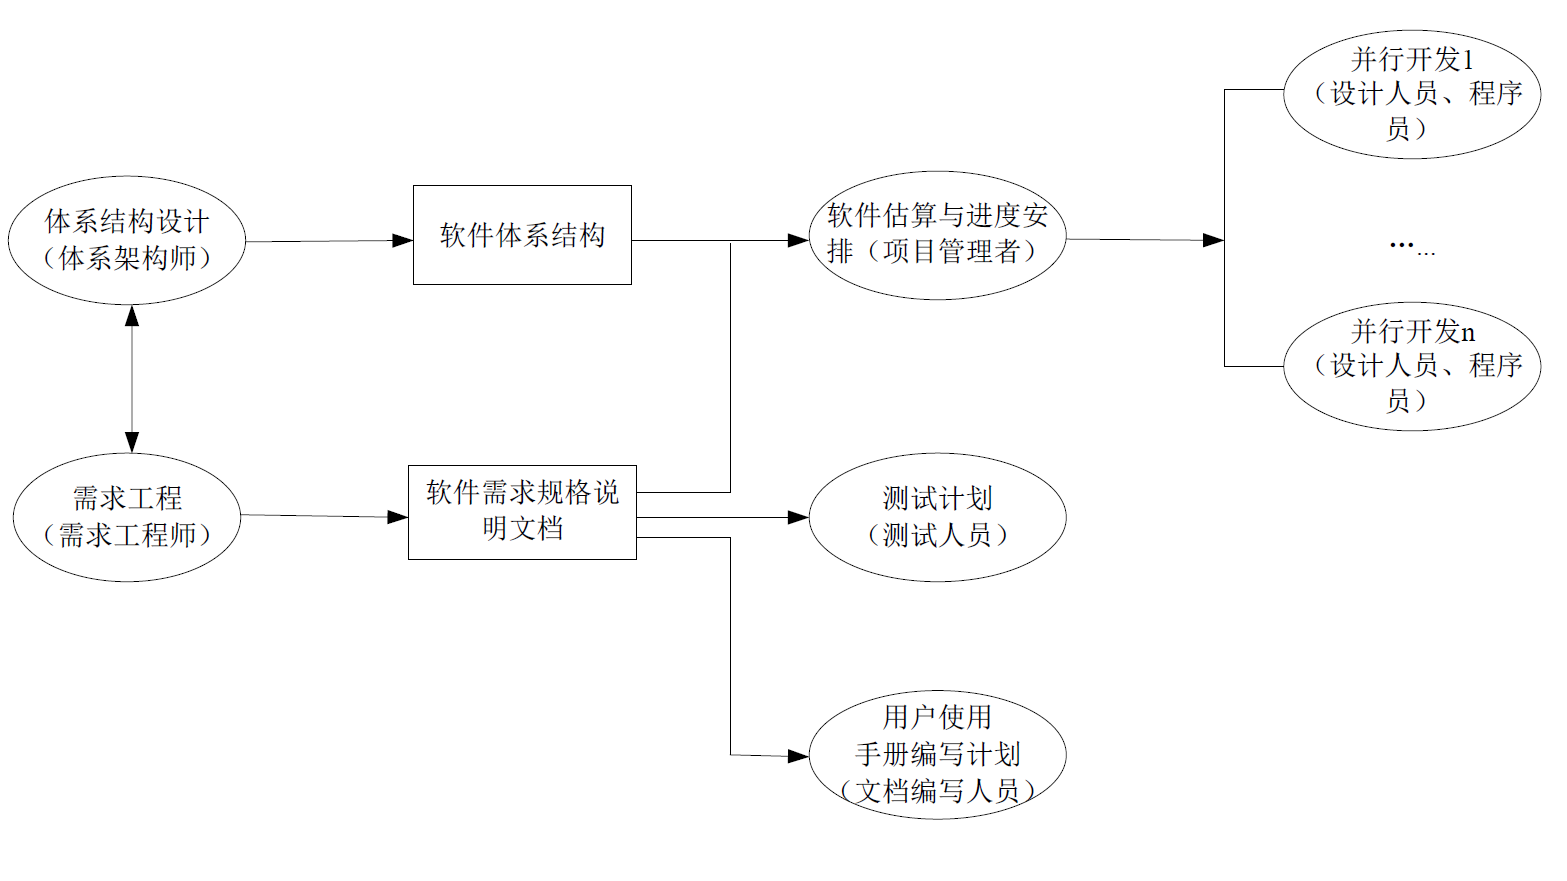 并行开发1
（设计人员、程序
员）
体系结构设计
（体系架构师）
软件体系结构
软件估算与进度安
排（项目管理者）
……
并行开发n
（设计人员、程序
员）
需求工程
（需求工程师）
软件需求规格说
明文档
测试计划
（测试人员）
用户使用
手册编写计划
（文档编写人员）